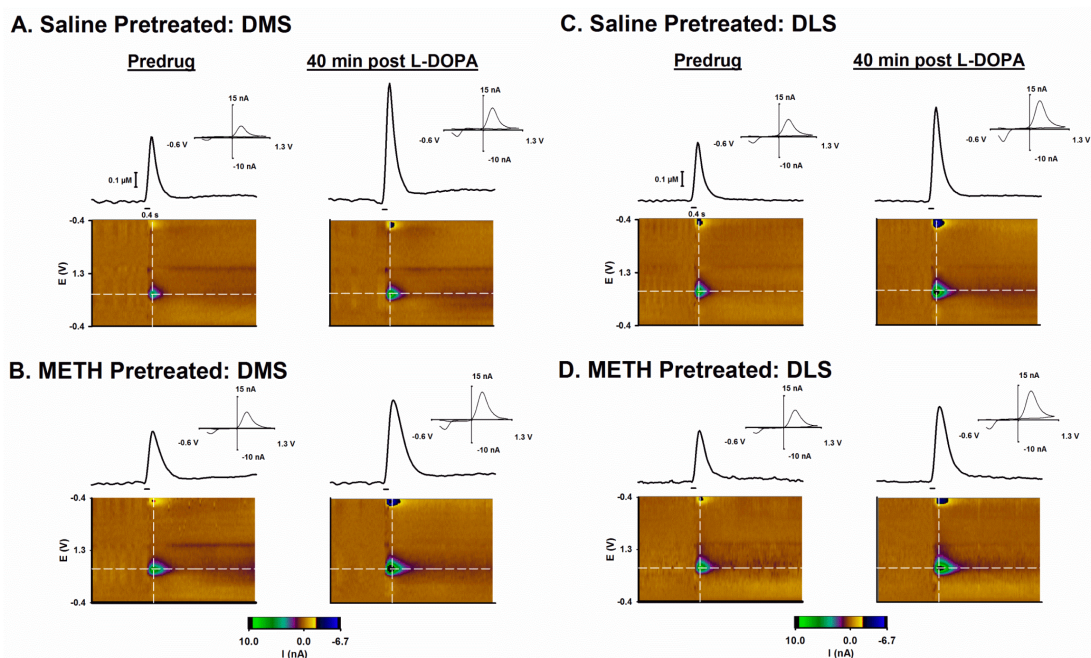 A. Saline Pretreated: DMS
Predrug
40 min post L-DOPA
15 nA
-0.6 V
1.3 V
-10 nA
0.1 µM
0.4 s
15 nA
-0.6 V
1.3 V
-10 nA
-0.4
E (V)
1.3
-0.4
B. METH Pretreated: DMS
15 nA
-0.6 V
1.3 V
-10 nA
15 nA
-0.6 V
1.3 V
-10 nA
-0.4
E (V)
1.3
-0.4
10.0
0.0
-6.7
I (nA)
C. Saline Pretreated: DLS
Predrug
40 min post L-DOPA
15 nA
-0.6 V
1.3 V
-10 nA
0.1 µM
0.4 s
15 nA
-0.6 V
1.3 V
-10 nA
-0.4
E (V)
1.3
-0.4
D. METH Pretreated: DLS
15 nA
-0.6 V
1.3 V
-10 nA
15 nA
-0.6 V
1.3 V
-10 nA
-0.4
E (V)
1.3
-0.4
10.0
0.0
-6.7
I (nA)